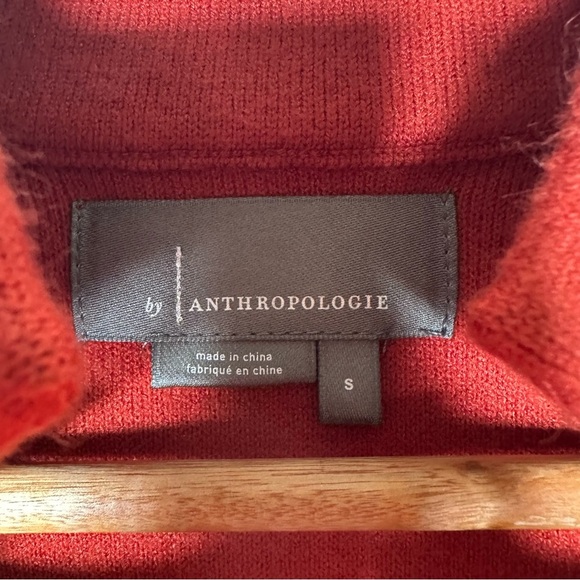 by ANTHROPOLOGIE
made in china
fabriqué en chine
S